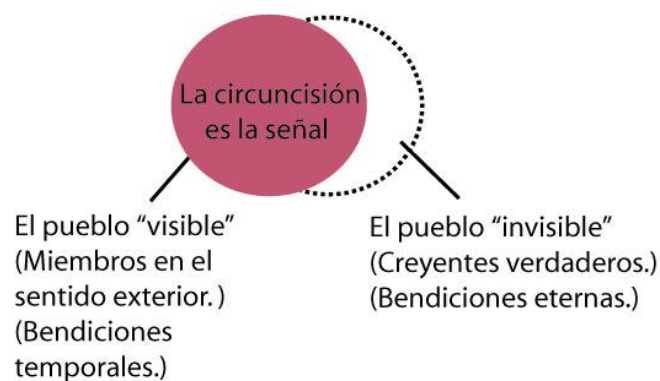 La circuncisión
es la señal
El pueblo “visible”
(Miembros en el
sentido exterior.)
(Bendiciones
temporales.)
El pueblo “invisible”
(Creyentes verdaderos.)
(Bendiciones eternas.)